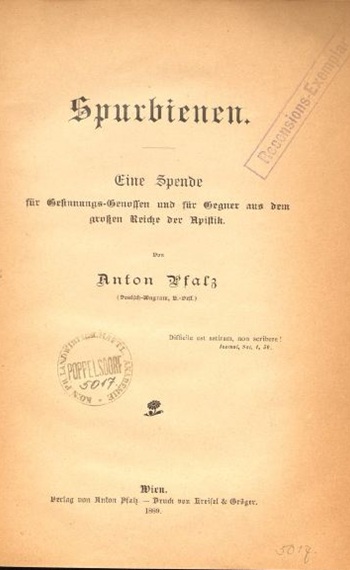 Spurbienen.
Recensions-Exemplar
Eine Spende
für Gesinnungs-Genossen und für Gegner aus dem
großen Reiche der Apistik.
Von
Anton Pfalz
(Deutsch-Wagram, N.-Öst.)
Difficile est satiram, non scribere!
Juvenal, Sat. I, 30.
POPPELSDORF
5017
Wien.
Verlag von Anton Pfalz — Druck von Kreisel & Gröger.
1899.
5017.